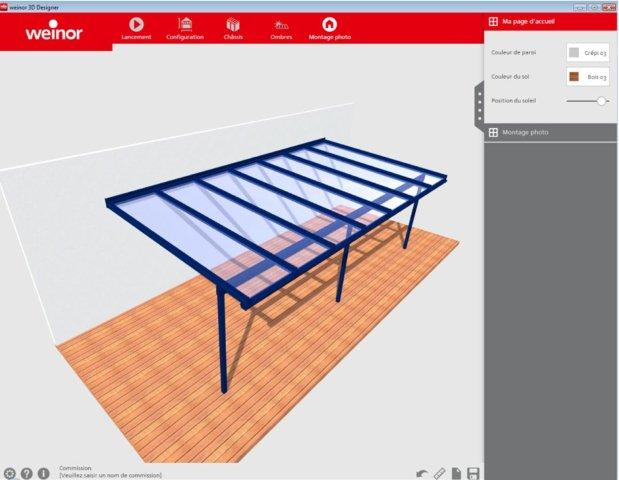 weinor 3D Designer
weinor
Lancement
Configuration
Châssis
Ombres
Montage photo
Ma page d'accueil
Couleur de paroi
Crépi 03
Couleur du sol
Bois 03
Position du soleil
Montage photo
Commission:
[Veuillez saisir un nom de commission]